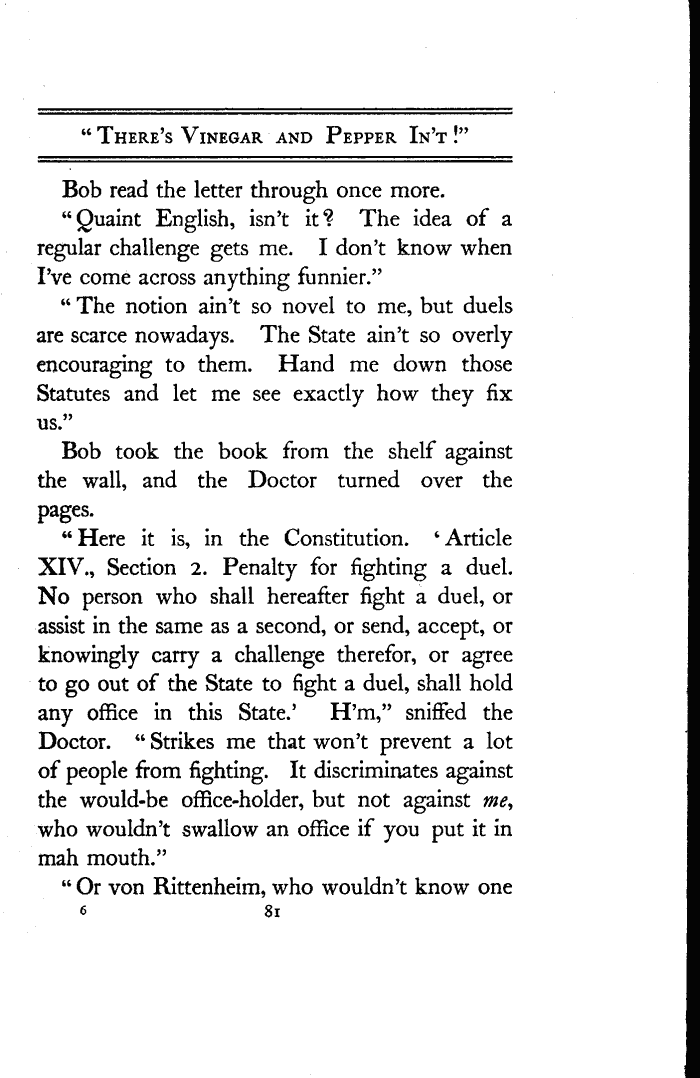 “ There's Vinegar and Pepper In't !”
Bob read the letter through once more.
“Quaint English, isn't it? The idea of a
regular challenge gets me. I don't know when
I've come across anything funnier.”
“ The notion ain't so novel to me, but duels
are scarce nowadays. The State ain't so overly
encouraging to them. Hand me down those
Statutes and let me see exactly how they fix
us.”
Bob took the book from the shelf against
the wall, and the Doctor turned over the
pages.
“ Here it is, in the Constitution. ‘ Article
XIV., Section 2. Penalty for fighting a duel.
No person who shall hereafter fight a duel, or
assist in the same as a second, or send, accept, or
knowingly carry a challenge therefor, or agree
to go out of the State to fight a duel, shall hold
any office in this State.’ H'm,” sniffed the
Doctor. “ Strikes me that won't prevent a lot
of people from fighting. It discriminates against
the would-be office-holder, but not against me,
who wouldn't swallow an office if you put it in
mah mouth.”
“ Or von Rittenheim, who wouldn't know one
6 81